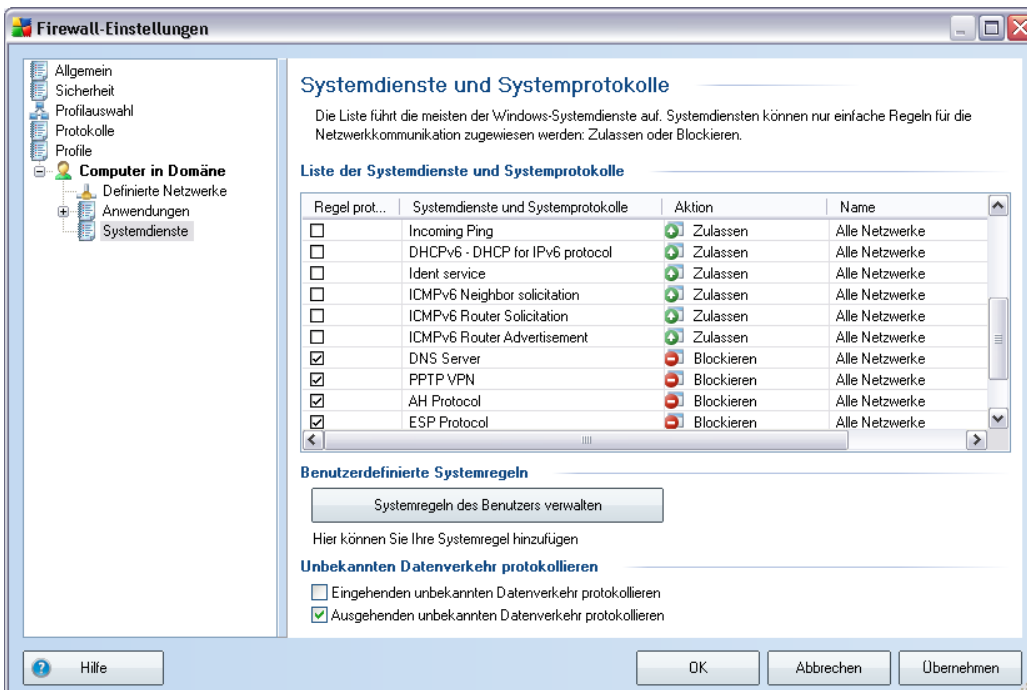 Firewall-Einstellungen
Allgemein
Sicherheit
Profilauswahl
Protokolle
Profile
Computer in Domäne
Definierte Netzwerke
Anwendungen
Systemdienste
Systemdienste und Systemprotokolle
Die Liste führt die meisten der Windows-Systemdienste auf. Systemdiensten können nur einfache Regeln für die
Netzwerkkommunikation zugewiesen werden: Zulassen oder Blockieren.
Liste der Systemdienste und Systemprotokolle
Regel prot... Systemdienste und Systemprotokolle Aktion Name
Incoming Ping Zulassen Alle Netzwerke
DHCPv6 - DHCP for IPv6 protocol Zulassen Alle Netzwerke
Ident service Zulassen Alle Netzwerke
ICMPv6 Neighbor solicitation Zulassen Alle Netzwerke
ICMPv6 Router Solicitation Zulassen Alle Netzwerke
ICMPv6 Router Advertisement Zulassen Alle Netzwerke
DNS Server Blockieren Alle Netzwerke
PPTP VPN Blockieren Alle Netzwerke
AH Protocol Blockieren Alle Netzwerke
ESP Protocol Blockieren Alle Netzwerke
Benutzerdefinierte Systemregeln
Systemregeln des Benutzers verwalten
Hier können Sie Ihre Systemregel hinzufügen
Unbekannten Datenverkehr protokollieren
Eingehenden unbekannten Datenverkehr protokollieren
Ausgehenden unbekannten Datenverkehr protokollieren
Hilfe OK Abbrechen Übernehmen